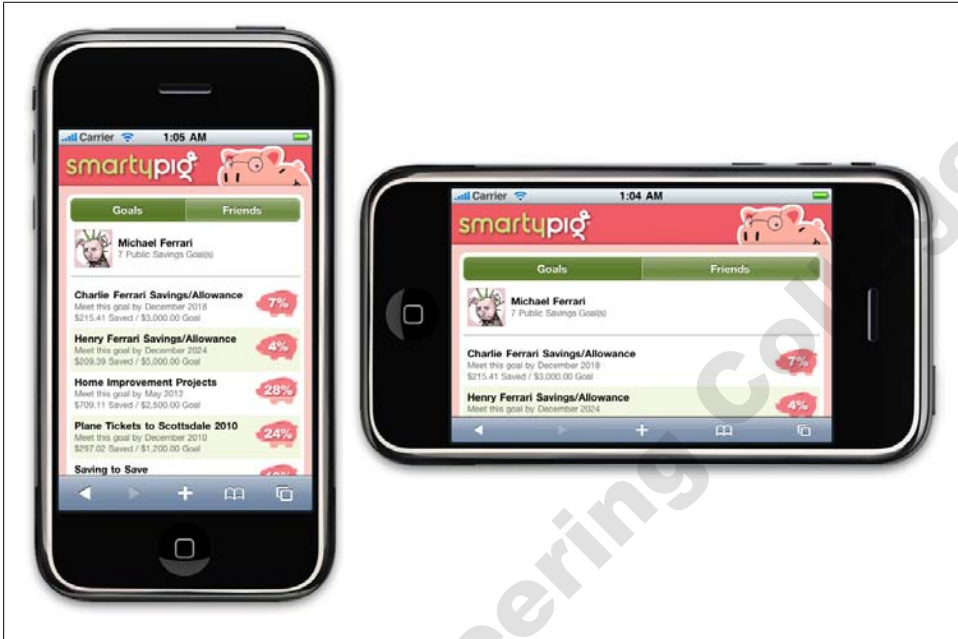 Carrier 1:05 AM
smartypig
Goals Friends
Michael Ferrari
7 Public Savings Goal(s)
Charlie Ferrari Savings/Allowance
Meet this goal by December 2018
$215.41 Saved / $3,000.00 Goal
7%
Henry Ferrari Savings/Allowance
Meet this goal by December 2024
$209.39 Saved / $5,000.00 Goal
4%
Home Improvement Projects
Meet this goal by May 2013
$709.11 Saved / $2,500.00 Goal
28%
Plane Tickets to Scottsdale 2010
Meet this goal by December 2010
$297.02 Saved / $1,200.00 Goal
24%
Saving to Save
Carrier 1:04 AM
smartypig
Goals Friends
Michael Ferrari
7 Public Savings Goal(s)
Charlie Ferrari Savings/Allowance
Meet this goal by December 2018
$215.41 Saved / $3,000.00 Goal
7%
Henry Ferrari Savings/Allowance
Meet this goal by December 2024
4%